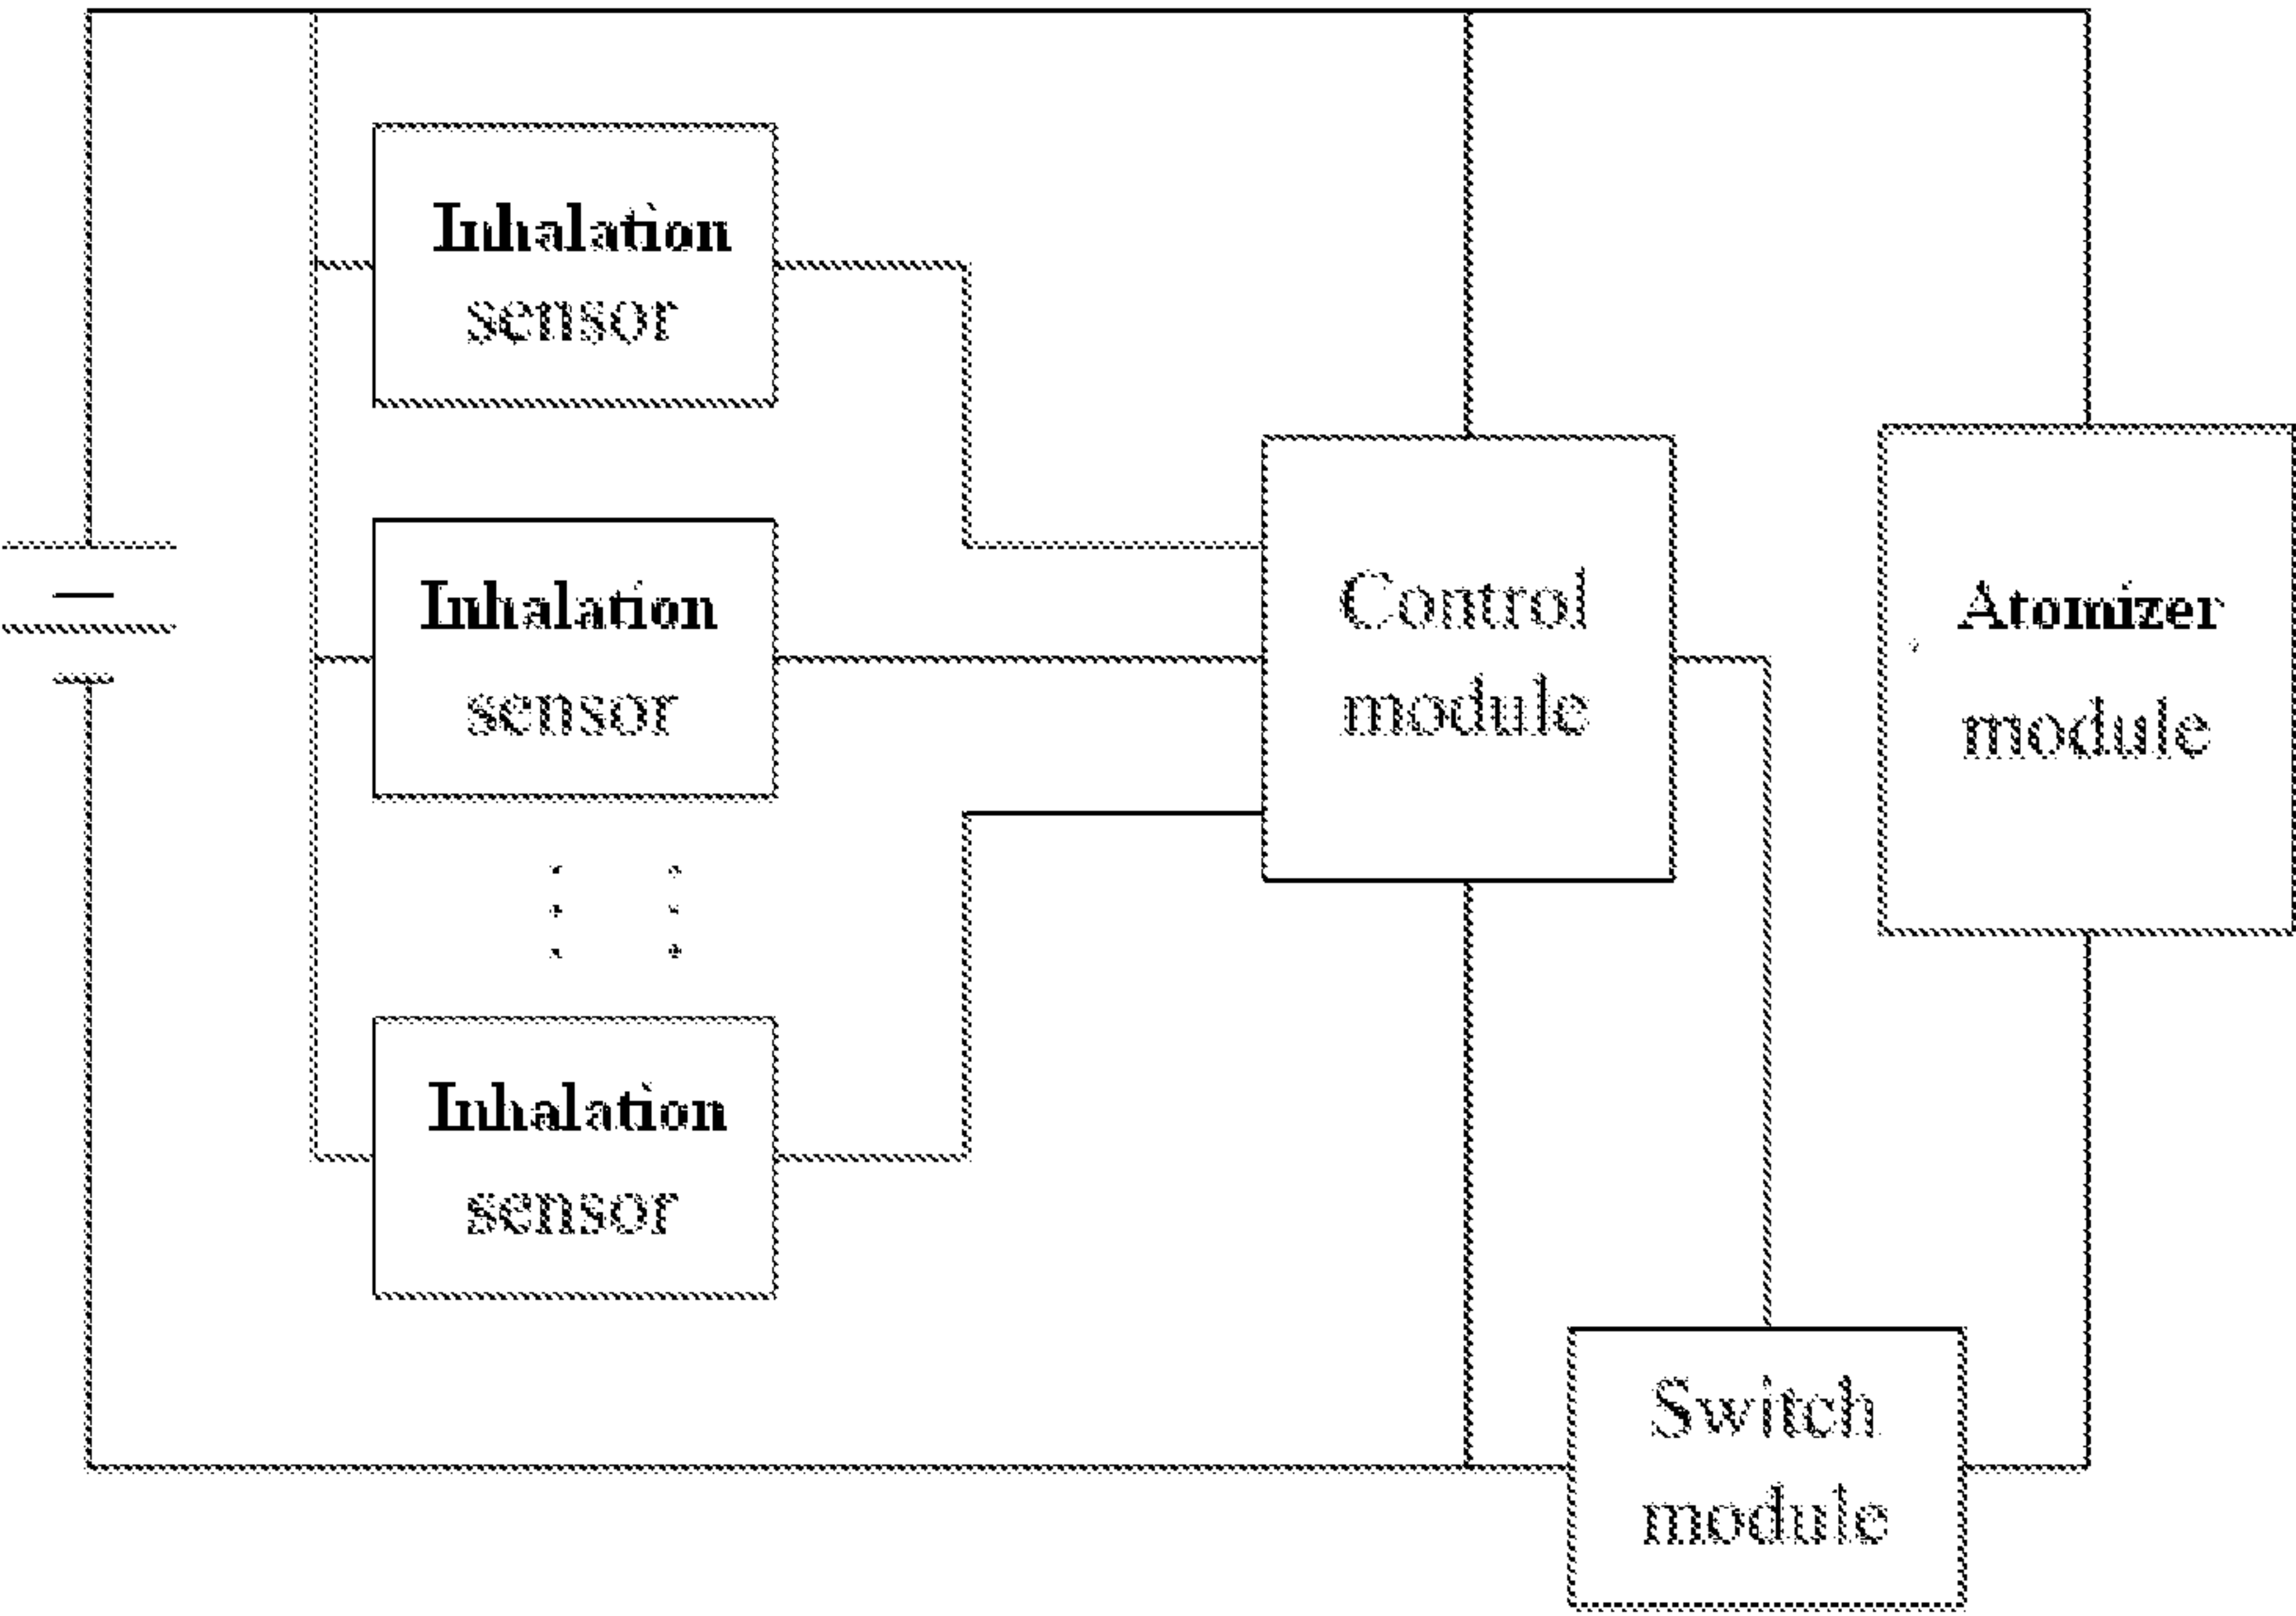 Inhalation
sensor
Inhalation
sensor
Inhalation
sensor
Control
module
Atomizer
module
Switch
module